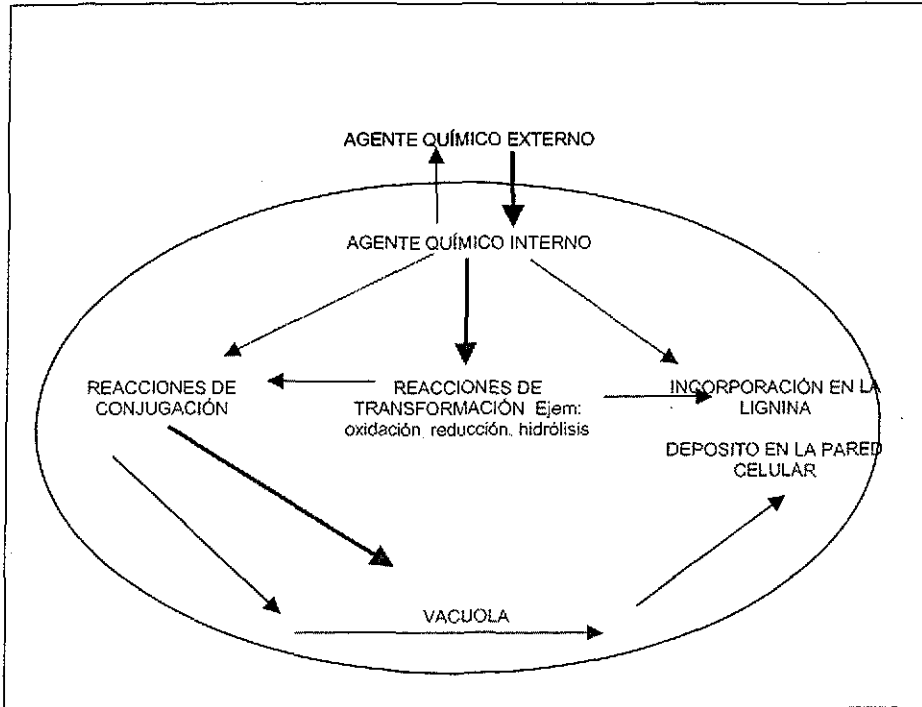 AGENTE QUÍMICO EXTERNO
AGENTE QUÍMICO INTERNO
REACCIONES DE
CONJUGACIÓN
REACCIONES DE
TRANSFORMACIÓN Ejem:
oxidación, reducción, hidrólisis
INCORPORACIÓN EN LA
LIGNINA
DEPOSITO EN LA PARED
CELULAR
VACUOLA